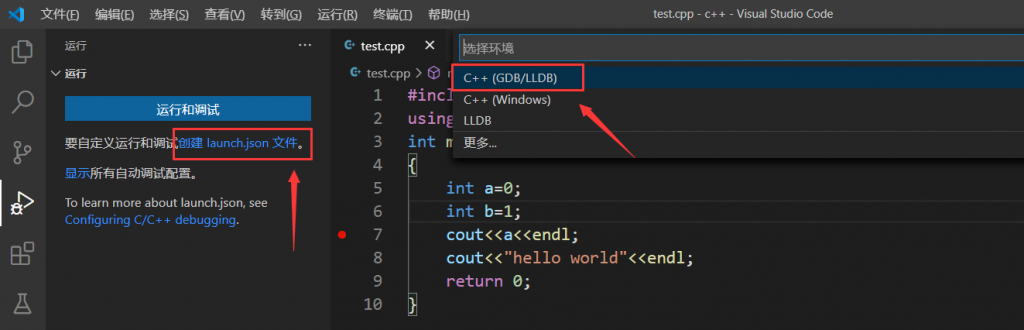 文件(F) 编辑(E) 选择(S) 查看(V) 转到(G) 运行(R) 终端(T) 帮助(H) test.cpp - c++ - Visual Studio Code
运行
运行
运行和调试
要自定义运行和调试创建 launch.json 文件。
显示所有自动调试配置。
To learn more about launch.json, see
Configuring C/C++ debugging.
test.cpp
test.cpp
选择环境
C++ (GDB/LLDB)
C++ (Windows)
LLDB
更多...
1 #incl
2 using
3 int m
4 {
5 int a=0;
6 int b=1;
7 cout<<a<<endl;
8 cout<<"hello world"<<endl;
9 return 0;
10 }